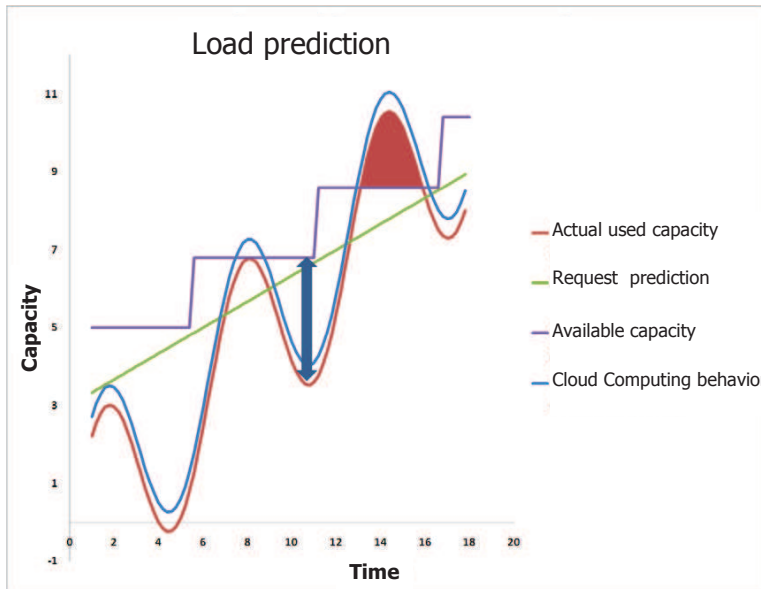 Load prediction
11
9
7
5
3
1
-1
0 2 4 6 8 10 12 14 16 18 20
Capacity
Time
Actual used capacity
Request prediction
Available capacity
Cloud Computing behavio